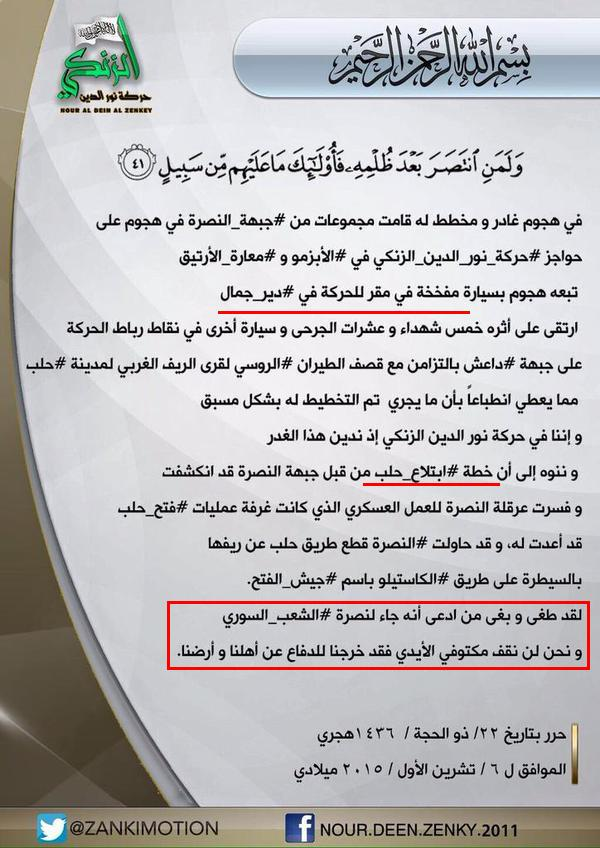 الزنكي
حركة نور الدين
NOUR AL DEIN AL ZENKEY
بسم الله الرحمن الرحيم
وَلَمَنِ ٱنتَصَرَ بَعْدَ ظُلْمِهِۦ فَأُو۟لَٰٓئِكَ مَا عَلَيْهِم مِّن سَبِيلٍ ٤١
في هجوم غادر و مخطط له قامت مجموعات من #جبهة_النصرة في هجوم على
حواجز #حركة_نور_الدين_الزنكي في #الأبزمو و #معارة_الأرتيق
تبعه هجوم بسيارة مفخخة في مقر للحركة في #دير_جمال
ارتقى على أثره خمس شهداء و عشرات الجرحى و سيارة أخرى في نقاط رباط الحركة
على جبهة #داعش بالتزامن مع قصف الطيران #الروسي لقرى الريف الغربي لمدينة #حلب
مما يعطي انطباعاً بأن ما يجري تم التخطيط له بشكل مسبق
و إننا في حركة نور الدين الزنكي إذ ندين هذا الغدر
و ننوه إلى أن خطة #ابتلاع_حلب من قبل جبهة النصرة قد انكشفت
و فسرت عرقلة النصرة للعمل العسكري الذي كانت غرفة عمليات #فتح_حلب
قد أعدت له، و قد حاولت #النصرة قطع طريق حلب عن ريفها
بالسيطرة على طريق #الكاستيلو باسم #جيش_الفتح.
لقد طغى و بغى من ادعى أنه جاء لنصرة #الشعب_السوري
و نحن لن نقف مكتوفي الأيدي فقد خرجنا للدفاع عن أهلنا و أرضنا.
حرر بتاريخ ٢٢/ ذو الحجة / ١٤٣٦هجري
الموافق ل ٦ / تشرين الأول / ٢٠١٥ ميلادي
@ZANKIMOTION
NOUR.DEEN.ZENKY.2011